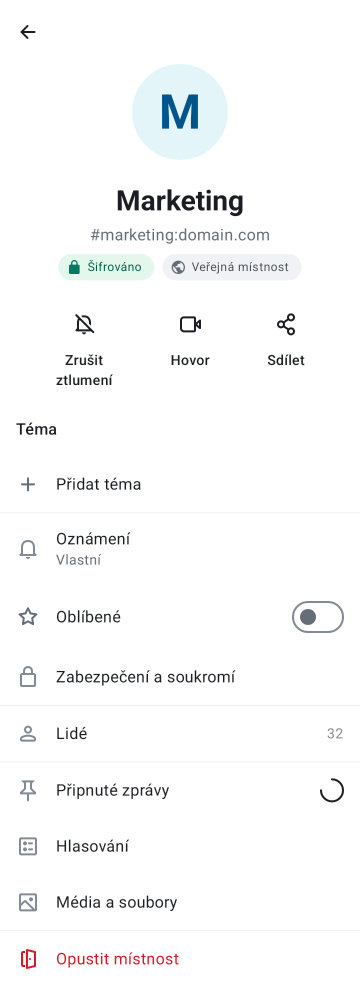 M
Marketing
#marketing:domain.com
Šifrováno
Veřejná místnost
Zrušit
ztlumení
Hovor
Sdílet
Téma
Přidat téma
Oznámení
Vlastní
Oblíbené
Zabezpečení a soukromí
Lidé
32
Připnuté zprávy
Hlasování
Média a soubory
Opustit místnost